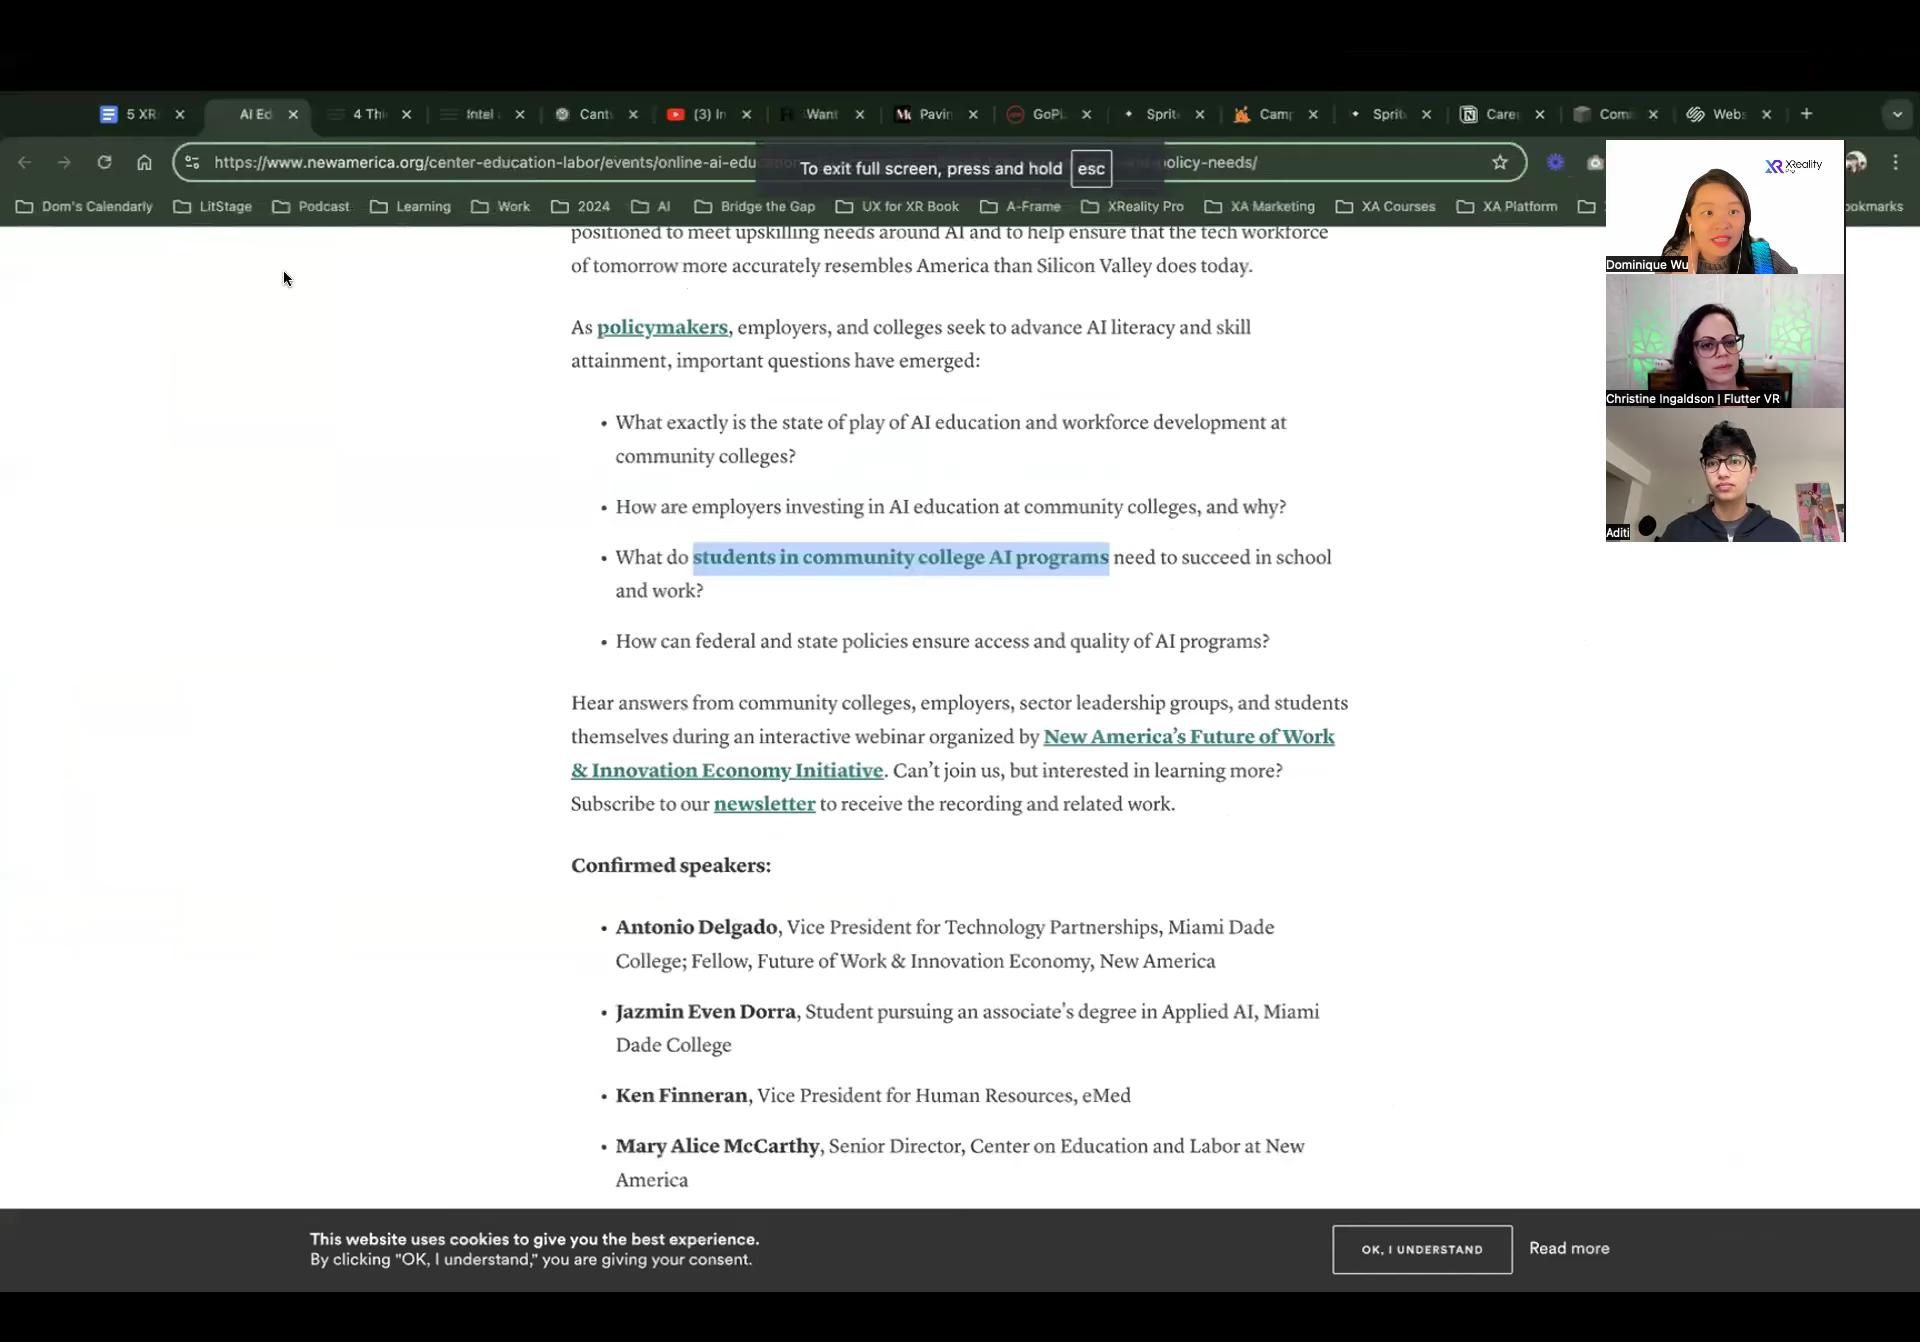 5 XR
AI Ed
4 Thi
Intel
Cant
(3) In
Want
Pavin
GoPi
Sprit
Camp
Sprit
Care
Com
Webs
https://www.newamerica.org/center-education-labor/events/online-ai-edu
policy-needs/
To exit full screen, press and hold esc
Dom's Calendarly
LitStage
Podcast
Learning
Work
2024
AI
Bridge the Gap
UX for XR Book
A-Frame
XReality Pro
XA Marketing
XA Courses
XA Platform
ookmarks
positioned to meet upskilling needs around AI and to help ensure that the tech workforce
of tomorrow more accurately resembles America than Silicon Valley does today.
As policymakers, employers, and colleges seek to advance AI literacy and skill
attainment, important questions have emerged:
• What exactly is the state of play of AI education and workforce development at
community colleges?
• How are employers investing in AI education at community colleges, and why?
• What do students in community college AI programs need to succeed in school
and work?
• How can federal and state policies ensure access and quality of AI programs?
Hear answers from community colleges, employers, sector leadership groups, and students
themselves during an interactive webinar organized by New America’s Future of Work
& Innovation Economy Initiative. Can’t join us, but interested in learning more?
Subscribe to our newsletter to receive the recording and related work.
Confirmed speakers:
• Antonio Delgado, Vice President for Technology Partnerships, Miami Dade
College; Fellow, Future of Work & Innovation Economy, New America
• Jazmin Even Dorra, Student pursuing an associate’s degree in Applied AI, Miami
Dade College
• Ken Finneran, Vice President for Human Resources, eMed
• Mary Alice McCarthy, Senior Director, Center on Education and Labor at New
America
XR XReality
Pro
Dominique Wu
Christine Ingaldson | Flutter VR
Aditi
This website uses cookies to give you the best experience.
By clicking "OK, I understand," you are giving your consent.
OK, I UNDERSTAND
Read more